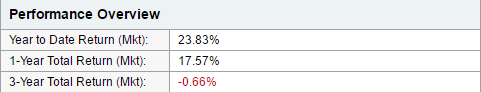 Performance Overview
Year to Date Return (Mkt): 23.83%
1-Year Total Return (Mkt): 17.57%
3-Year Total Return (Mkt): -0.66%